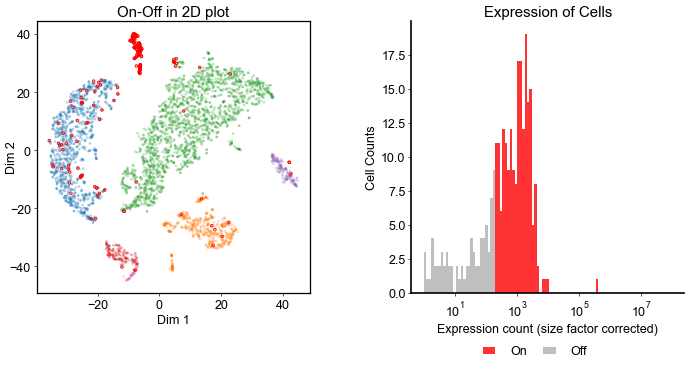 On-Off in 2D plot
40
20
0
−20
−40
Dim 2
−20
0
20
40
Dim 1
Expression of Cells
17.5
15.0
12.5
10.0
7.5
5.0
2.5
0.0
Cell Counts
10^1
10^3
10^5
10^7
Expression count (size factor corrected)
On
Off